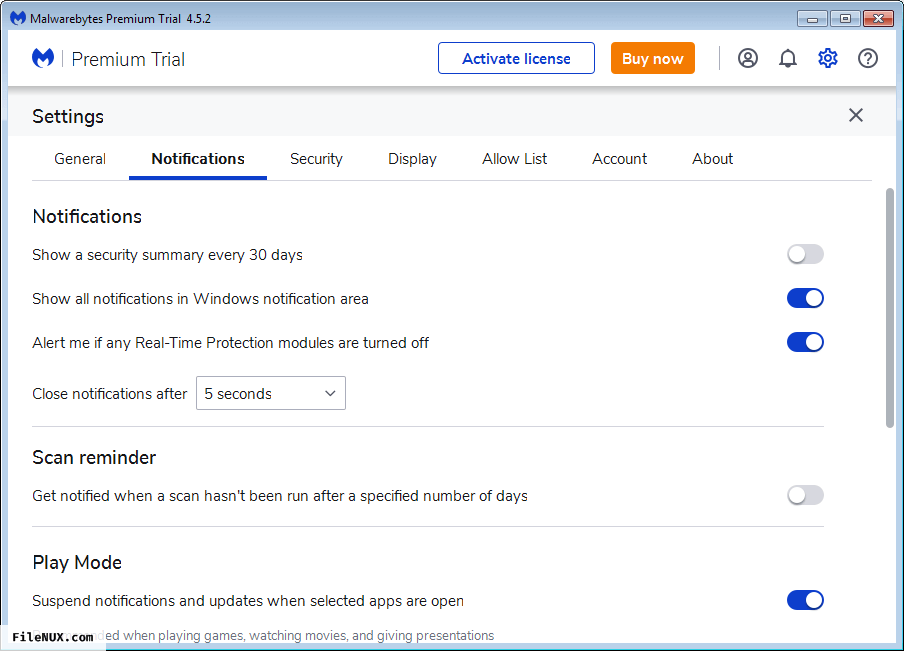 Malwarebytes Premium Trial 4.5.2
Premium Trial
Activate license
Buy now
Settings
General Notifications Security Display Allow List Account About
Notifications
Show a security summary every 30 days
Show all notifications in Windows notification area
Alert me if any Real-Time Protection modules are turned off
Close notifications after 5 seconds
Scan reminder
Get notified when a scan hasn't been run after a specified number of days
Play Mode
Suspend notifications and updates when selected apps are open
when playing games, watching movies, and giving presentations
FileNUX.com